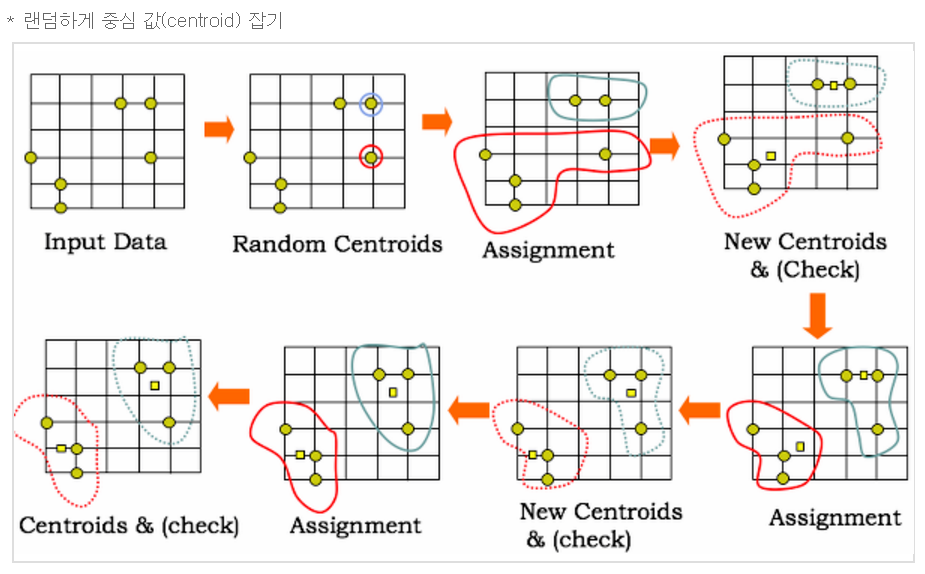 * 랜덤하게 중심 값(centroid) 잡기
Input Data
Random Centroids
Assignment
New Centroids
& (Check)
Assignment
New Centroids
& (check)
Assignment
Centroids & (check)